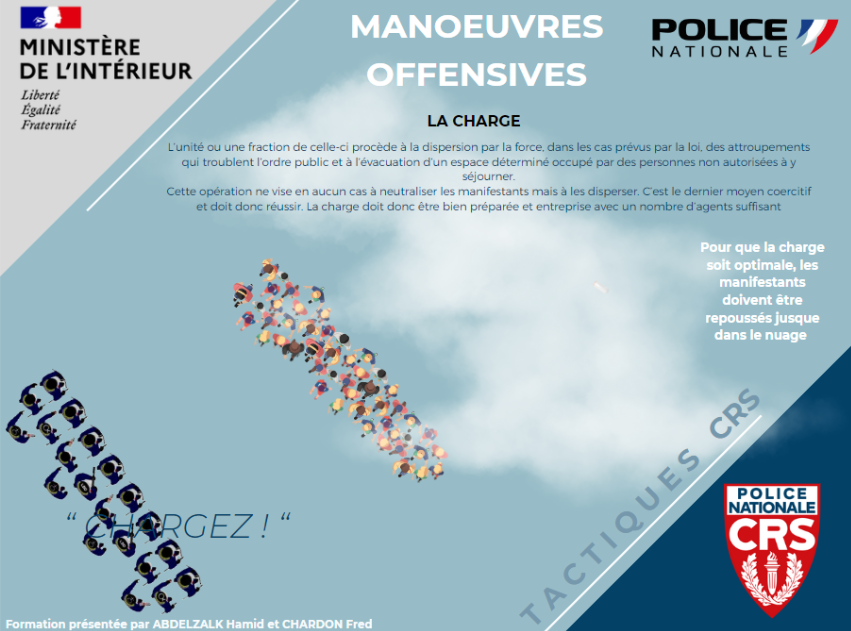 MINISTÈRE
DE L'INTÉRIEUR
Liberté
Égalité
Fraternité
MANOEUVRES
OFFENSIVES
POLICE
NATIONALE
LA CHARGE
L'unité ou une fraction de celle-ci procède à la dispersion par la force, dans les cas prévus par la loi, des attroupements
qui troublent l'ordre public et à l'évacuation d'un espace déterminé occupé par des personnes non autorisées à y
séjourner.
Cette opération ne vise en aucun cas à neutraliser les manifestants mais à les disperser. C'est le dernier moyen coercitif
et doit donc réussir. La charge doit donc être bien préparée et entreprise avec un nombre d'agents suffisant
Pour que la charge
soit optimale, les
manifestants
doivent être
repoussés jusque
dans le nuage
TACTIQUES CRS
POLICE
NATIONALE
CRS
“ CHARGEZ ! “
Formation présentée par ABDELZALK Hamid et CHARDON Fred